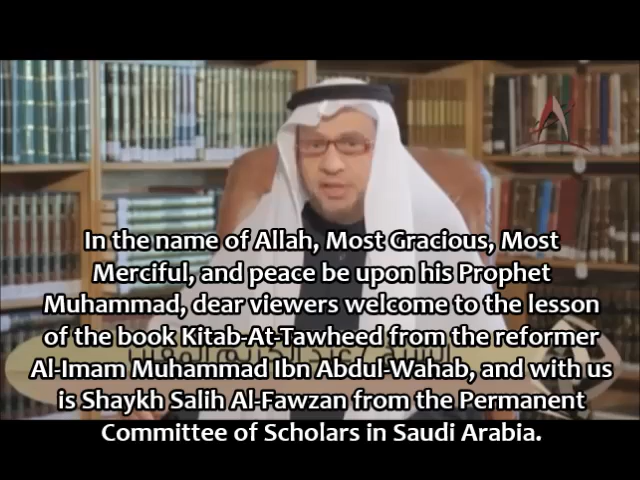 In the name of Allah, Most Gracious, Most
Merciful, and peace be upon his Prophet
Muhammad, dear viewers welcome to the lesson
of the book Kitab-At-Tawheed from the reformer
Al-Imam Muhammad Ibn Abdul-Wahab, and with us
is Shaykh Salih Al-Fawzan from the Permanent
Committee of Scholars in Saudi Arabia.